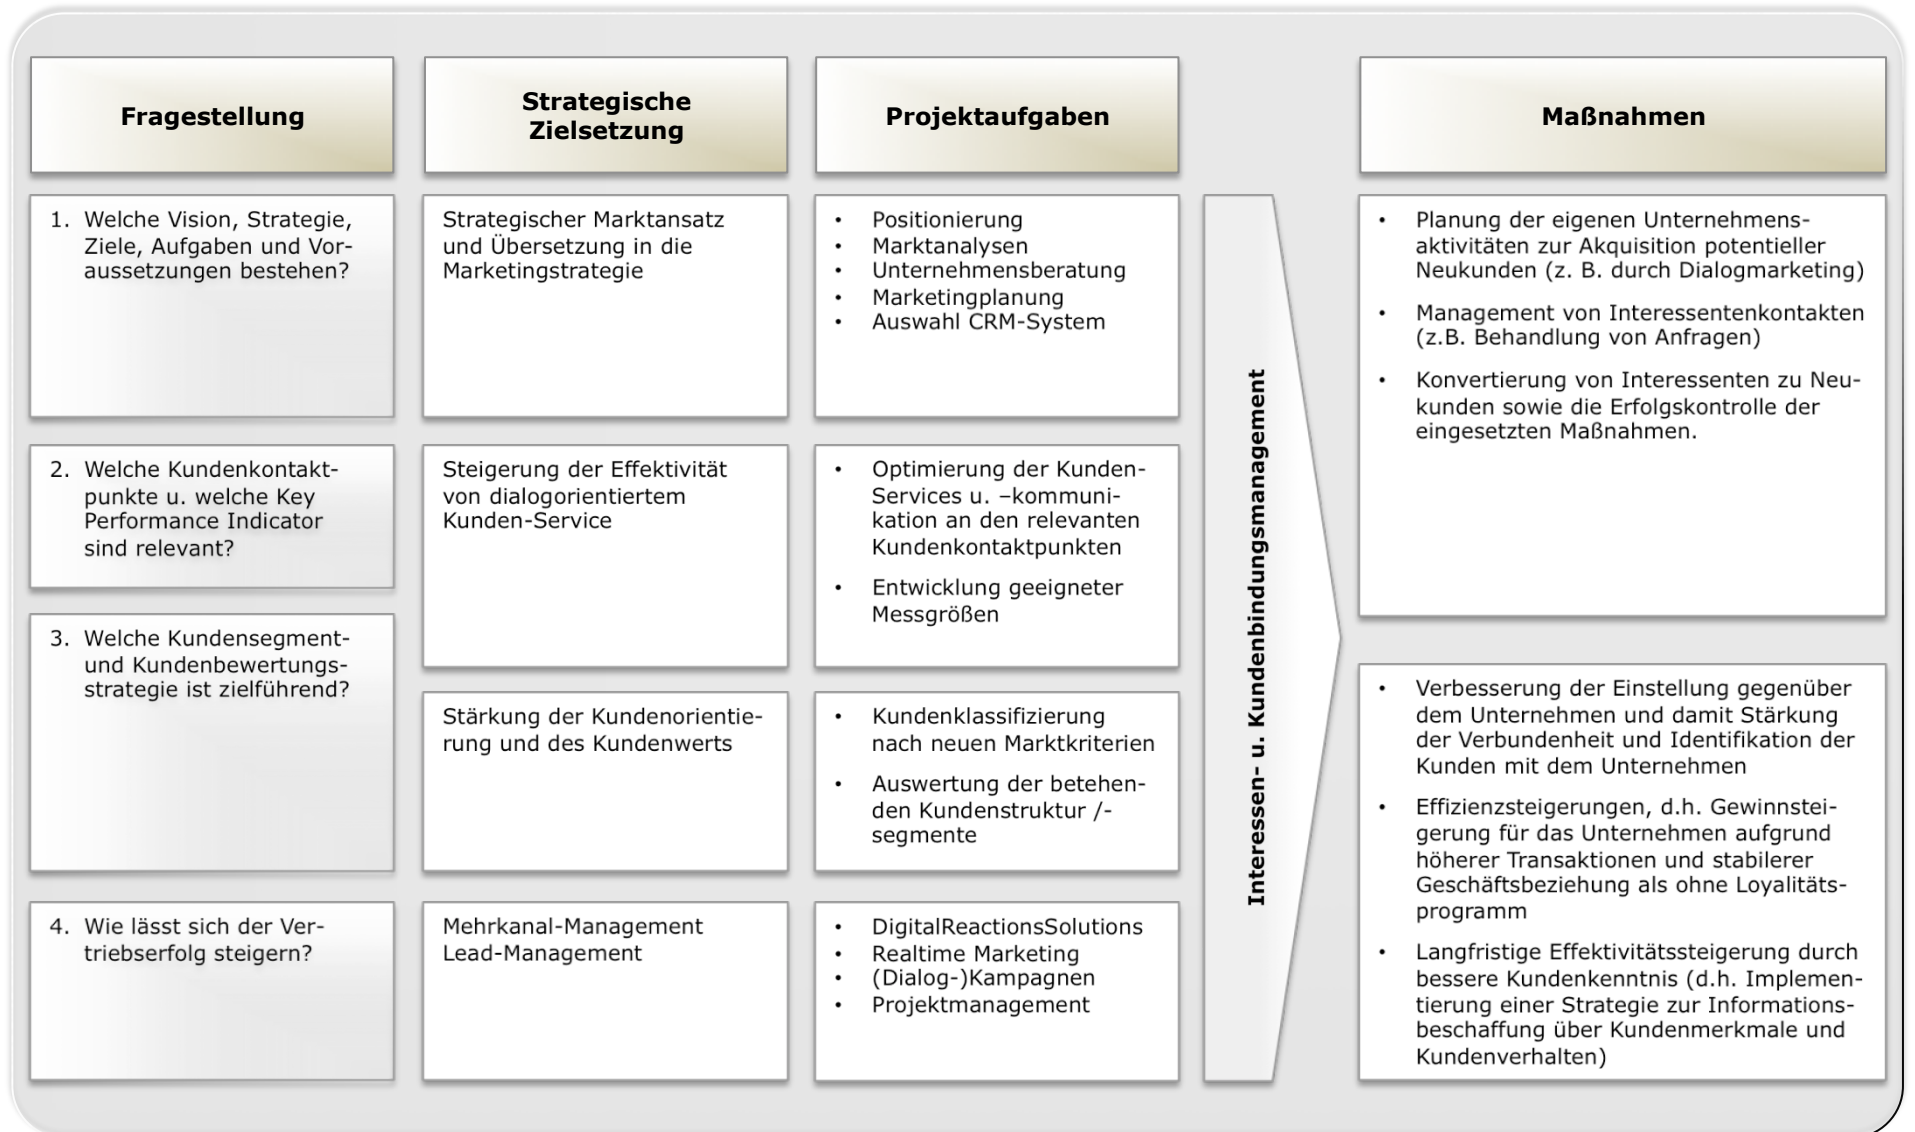 Fragestellung
Strategische
Zielsetzung
Projektaufgaben
Maßnahmen
1. Welche Vision, Strategie,
Ziele, Aufgaben und Vor-
aussetzungen bestehen?
Strategischer Marktansatz
und Übersetzung in die
Marketingstrategie
• Positionierung
• Marktanalysen
• Unternehmensberatung
• Marketingplanung
• Auswahl CRM-System
2. Welche Kundenkontakt-
punkte u. welche Key
Performance Indicator
sind relevant?
Steigerung der Effektivität
von dialogorientiertem
Kunden-Service
• Optimierung der Kunden-
Services u. –kommuni-
kation an den relevanten
Kundenkontaktpunkten
• Entwicklung geeigneter
Messgrößen
3. Welche Kundensegment-
und Kundenbewertungs-
strategie ist zielführend?
Stärkung der Kundenorientie-
rung und des Kundenwerts
• Kundenklassifizierung
nach neuen Marktkriterien
• Auswertung der betehen-
den Kundenstruktur /-
segmente
4. Wie lässt sich der Ver-
triebserfolg steigern?
Mehrkanal-Management
Lead-Management
• DigitalReactionsSolutions
• Realtime Marketing
• (Dialog-)Kampagnen
• Projektmanagement
Interessen- u. Kundenbindungsmanagement
• Planung der eigenen Unternehmens-
aktivitäten zur Akquisition potentieller
Neukunden (z. B. durch Dialogmarketing)
• Management von Interessentenkontakten
(z.B. Behandlung von Anfragen)
• Konvertierung von Interessenten zu Neu-
kunden sowie die Erfolgskontrolle der
eingesetzten Maßnahmen.
• Verbesserung der Einstellung gegenüber
dem Unternehmen und damit Stärkung
der Verbundenheit und Identifikation der
Kunden mit dem Unternehmen
• Effizienzsteigerungen, d.h. Gewinnstei-
gerung für das Unternehmen aufgrund
höherer Transaktionen und stabilerer
Geschäftsbeziehung als ohne Loyalitäts-
programm
• Langfristige Effektivitätssteigerung durch
bessere Kundenkenntnis (d.h. Implemen-
tierung einer Strategie zur Informations-
beschaffung über Kundenmerkmale und
Kundenverhalten)